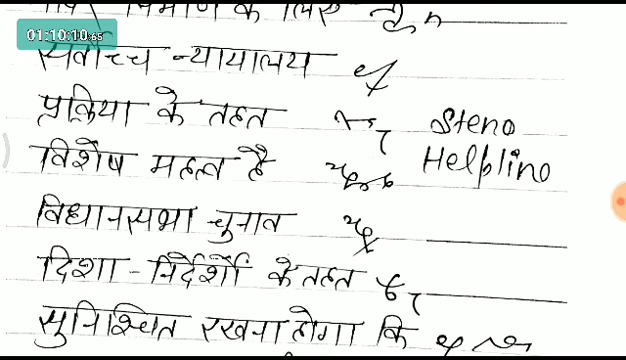 निर्माण के लिए
01:10:10:65
सर्वोच्च न्यायालय
प्रक्रिया के तहत Steno
विशेष महत्व है Helpline
विधानसभा चुनाव
दिशा-निर्देशों के तहत
सुनिश्चित रखना होगा कि